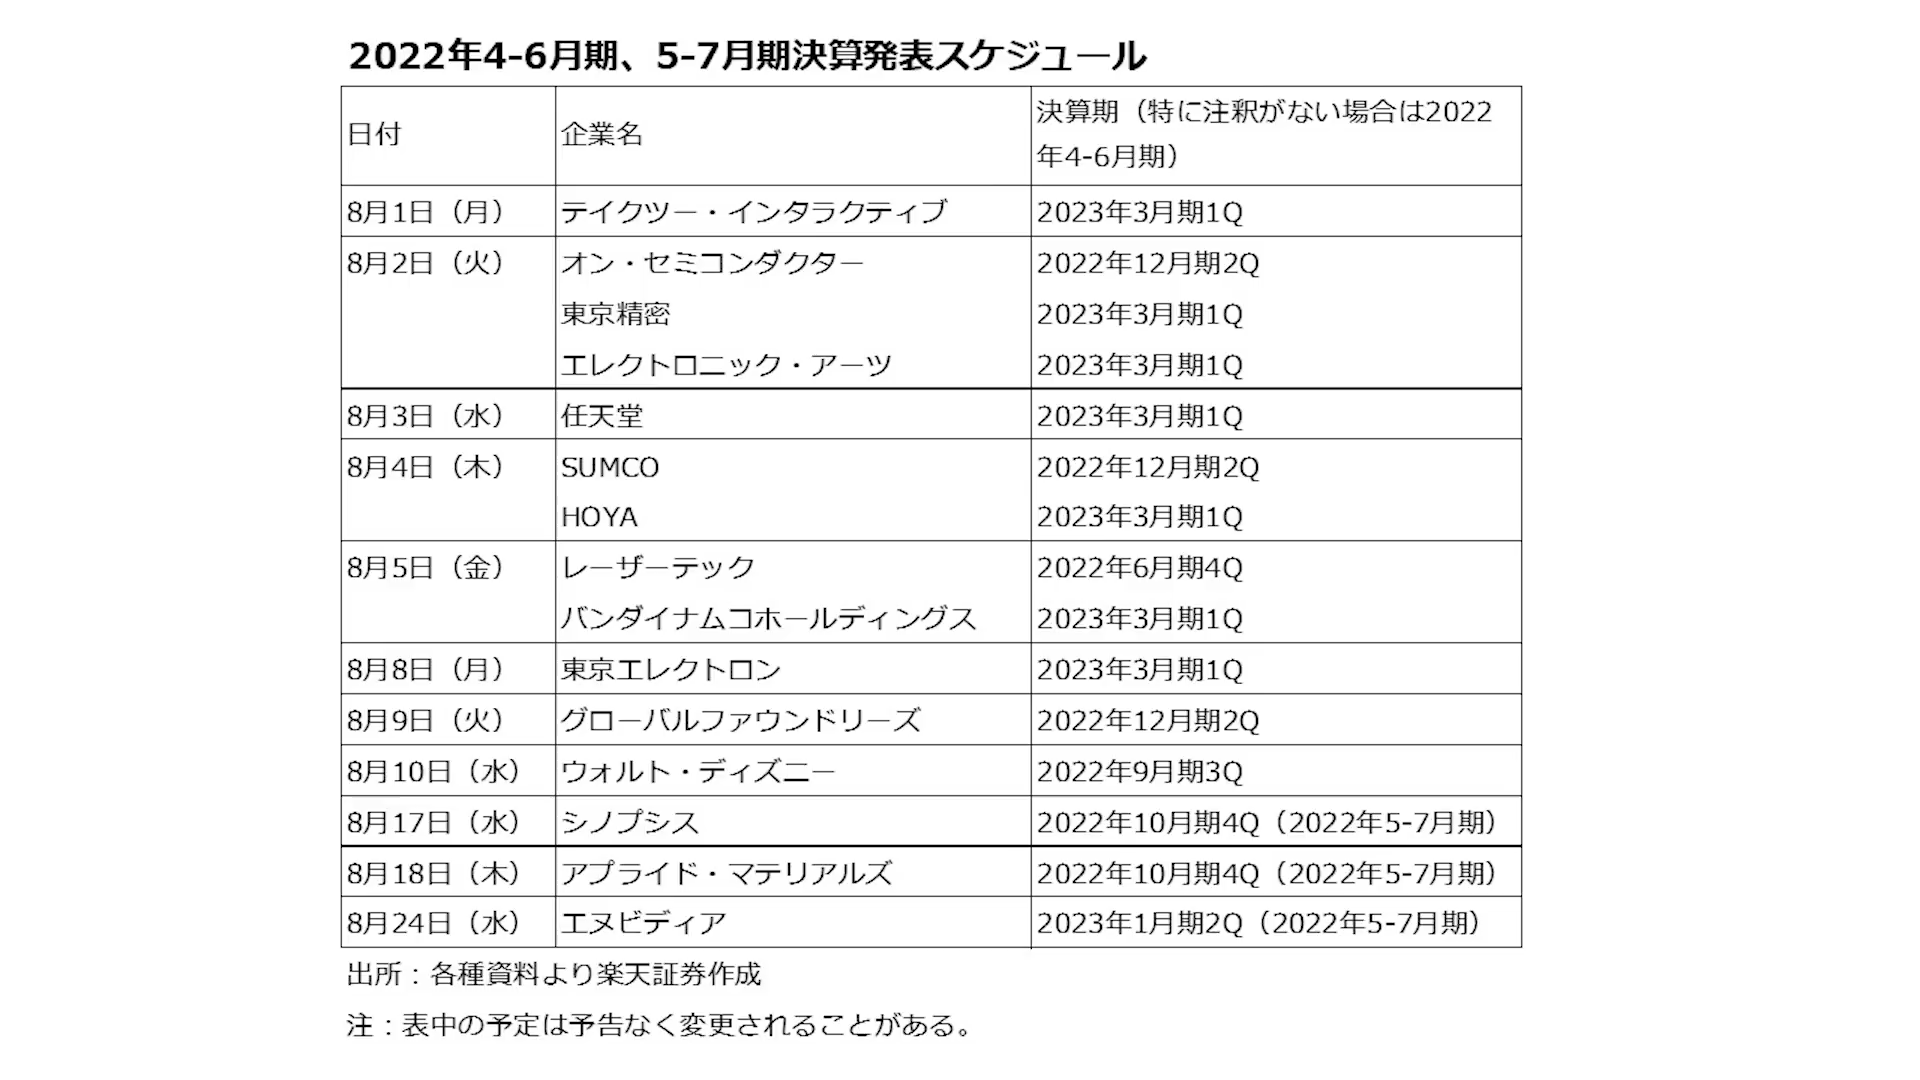 2022年4-6月期、5-7月期決算発表スケジュール
日付 企業名 決算期（特に注釈がない場合は2022
年4-6月期）
8月1日（月） テイクツー・インタラクティブ 2023年3月期1Q
8月2日（火） オン・セミコンダクター 2022年12月期2Q
東京精密 2023年3月期1Q
エレクトロニック・アーツ 2023年3月期1Q
8月3日（水） 任天堂 2023年3月期1Q
8月4日（木） SUMCO 2022年12月期2Q
HOYA 2023年3月期1Q
8月5日（金） レーザーテック 2022年6月期4Q
バンダイナムコホールディングス 2023年3月期1Q
8月8日（月） 東京エレクトロン 2023年3月期1Q
8月9日（火） グローバルファウンドリーズ 2022年12月期2Q
8月10日（水） ウォルト・ディズニー 2022年9月期3Q
8月17日（水） シノプシス 2022年10月期4Q（2022年5-7月期）
8月18日（木） アプライド・マテリアルズ 2022年10月期4Q（2022年5-7月期）
8月24日（水） エヌビディア 2023年1月期2Q（2022年5-7月期）
出所：各種資料より楽天証券作成
注：表中の予定は予告なく変更されることがある。